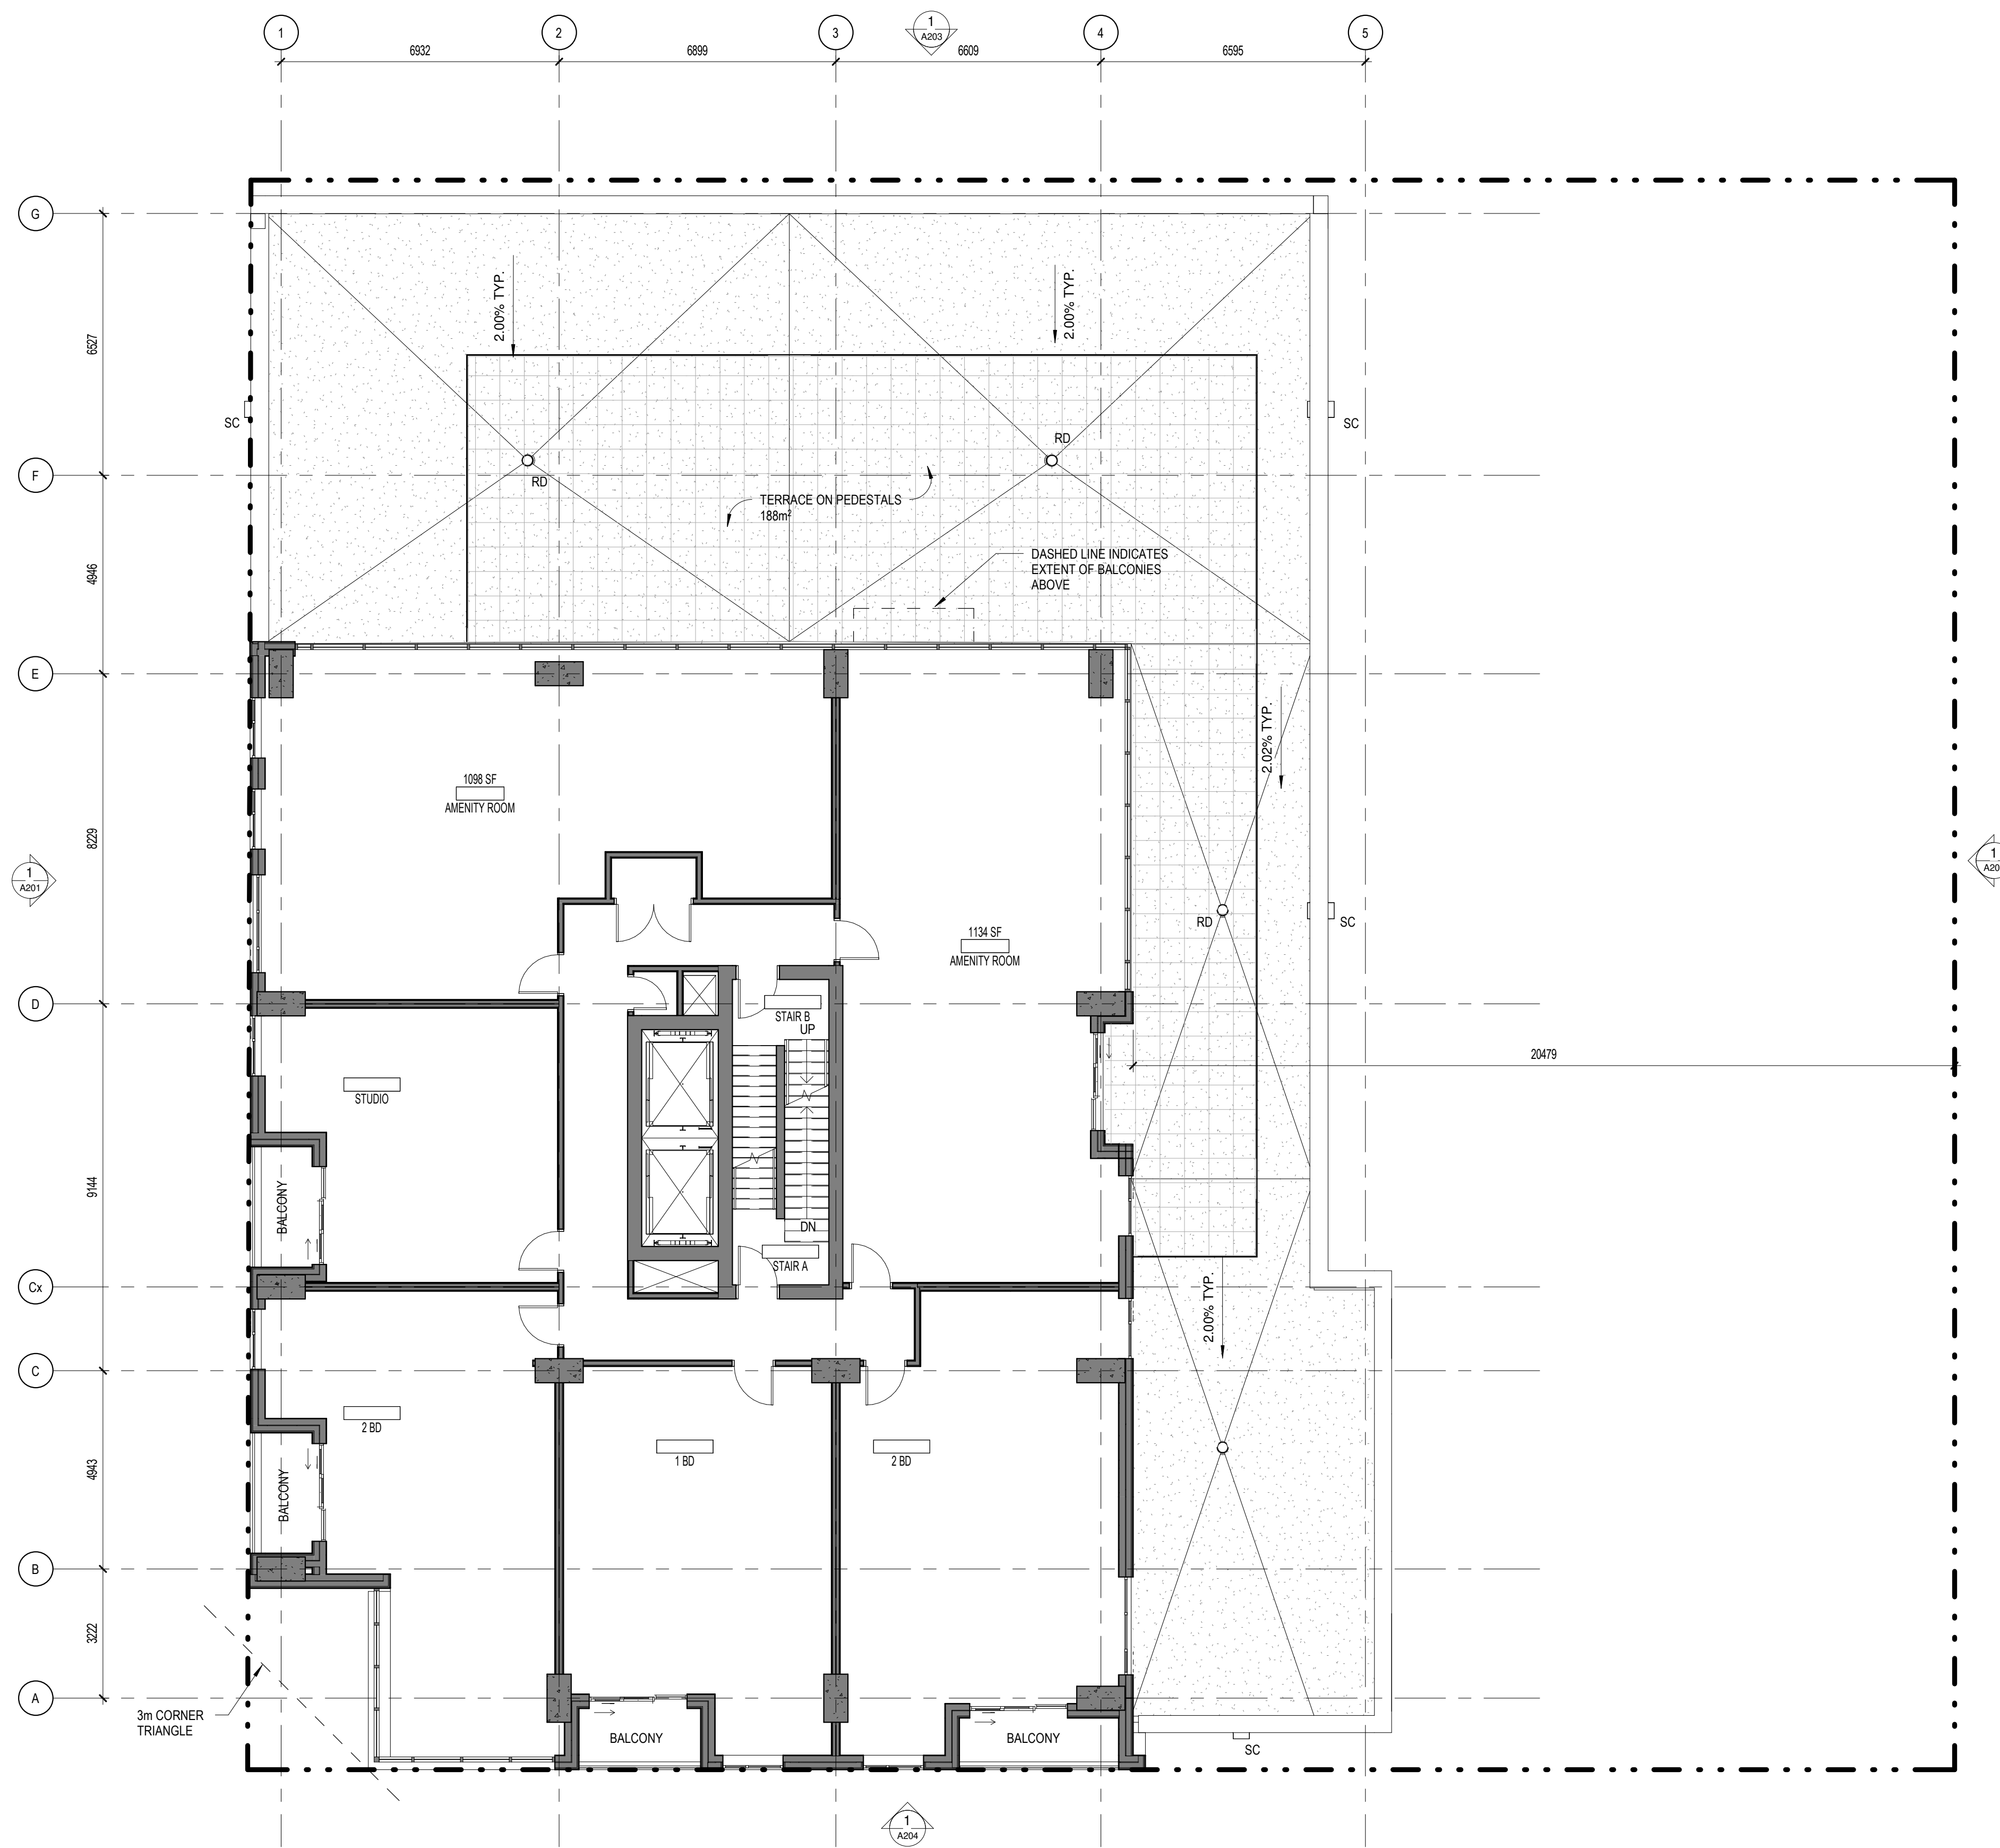 1
2
3
4
5
1
A203
6932
6899
6609
6595
G
F
E
D
Cx
C
B
A
6527
4946
8229
9144
4943
3222
2.00% TYP.
2.00% TYP.
SC
SC
RD
RD
TERRACE ON PEDESTALS
188m²
DASHED LINE INDICATES
EXTENT OF BALCONIES
ABOVE
2.02% TYP.
1098 SF
AMENITY ROOM
1
A201
1
RD
SC
1134 SF
AMENITY ROOM
STAIR B
UP
20479
STUDIO
BALCONY
DN
STAIR A
2.00% TYP.
2 BD
1 BD
2 BD
BALCONY
3m CORNER
TRIANGLE
BALCONY
BALCONY
SC
1
A204